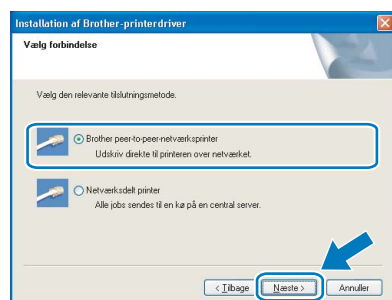 Installation af Brother-printerdriver
Vælg forbindelse
Vælg den relevante tilslutningsmetode.
Brother peer-to-peer-netværksprinter
Udskriv direkte til printeren over netværket.
Netværksdelt printer
Alle jobs sendes til en kø på en central server.
< Tilbage Næste > Annuller